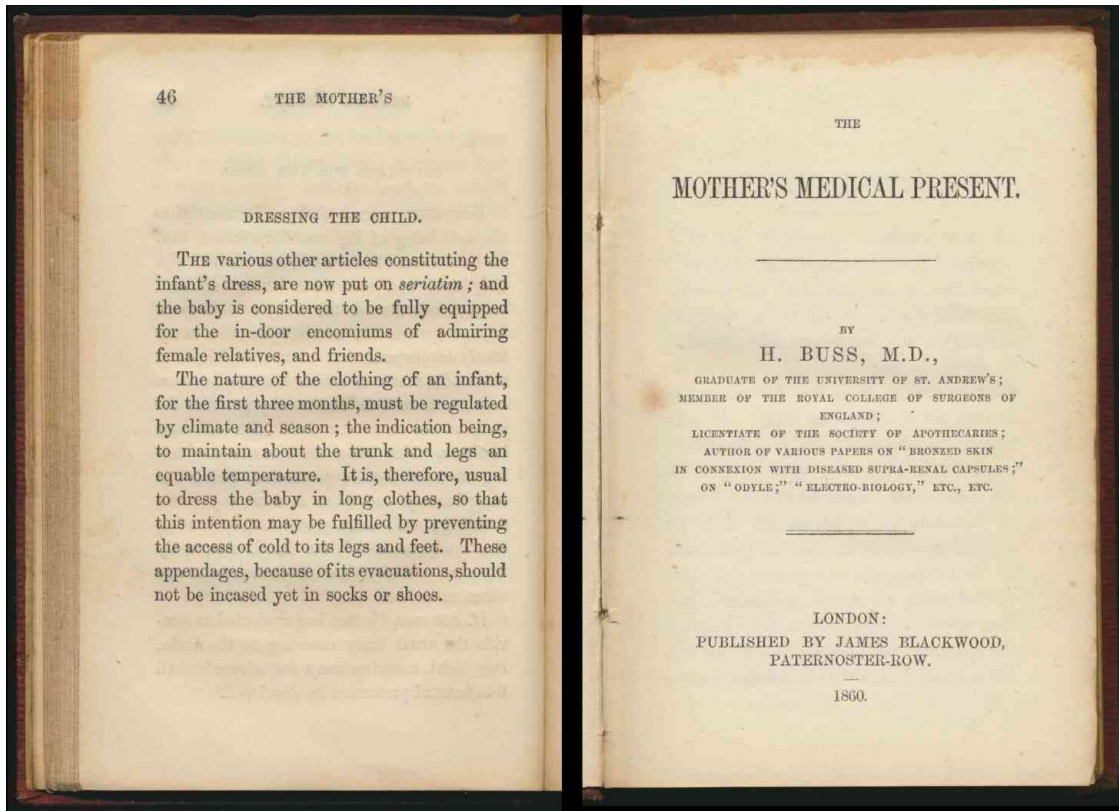 46 THE MOTHER'S
DRESSING THE CHILD.
THE various other articles constituting the
infant's dress, are now put on seriatim ; and
the baby is considered to be fully equipped
for the in-door encomiums of admiring
female relatives, and friends.
The nature of the clothing of an infant,
for the first three months, must be regulated
by climate and season ; the indication being,
to maintain about the trunk and legs an
equable temperature. It is, therefore, usual
to dress the baby in long clothes, so that
this intention may be fulfilled by preventing
the access of cold to its legs and feet. These
appendages, because of its evacuations, should
not be incased yet in socks or shoes.
THE
MOTHER'S MEDICAL PRESENT.
BY
H. BUSS, M.D.,
GRADUATE OF THE UNIVERSITY OF ST. ANDREW'S ;
MEMBER OF THE ROYAL COLLEGE OF SURGEONS OF
ENGLAND ;
LICENTIATE OF THE SOCIETY OF APOTHECARIES ;
AUTHOR OF VARIOUS PAPERS ON " BRONZED SKIN
IN CONNEXION WITH DISEASED SUPRA-RENAL CAPSULES ;"
ON " ODYLE ;" " ELECTRO-BIOLOGY," ETC., ETC.
LONDON:
PUBLISHED BY JAMES BLACKWOOD,
PATERNOSTER-ROW.
1860.